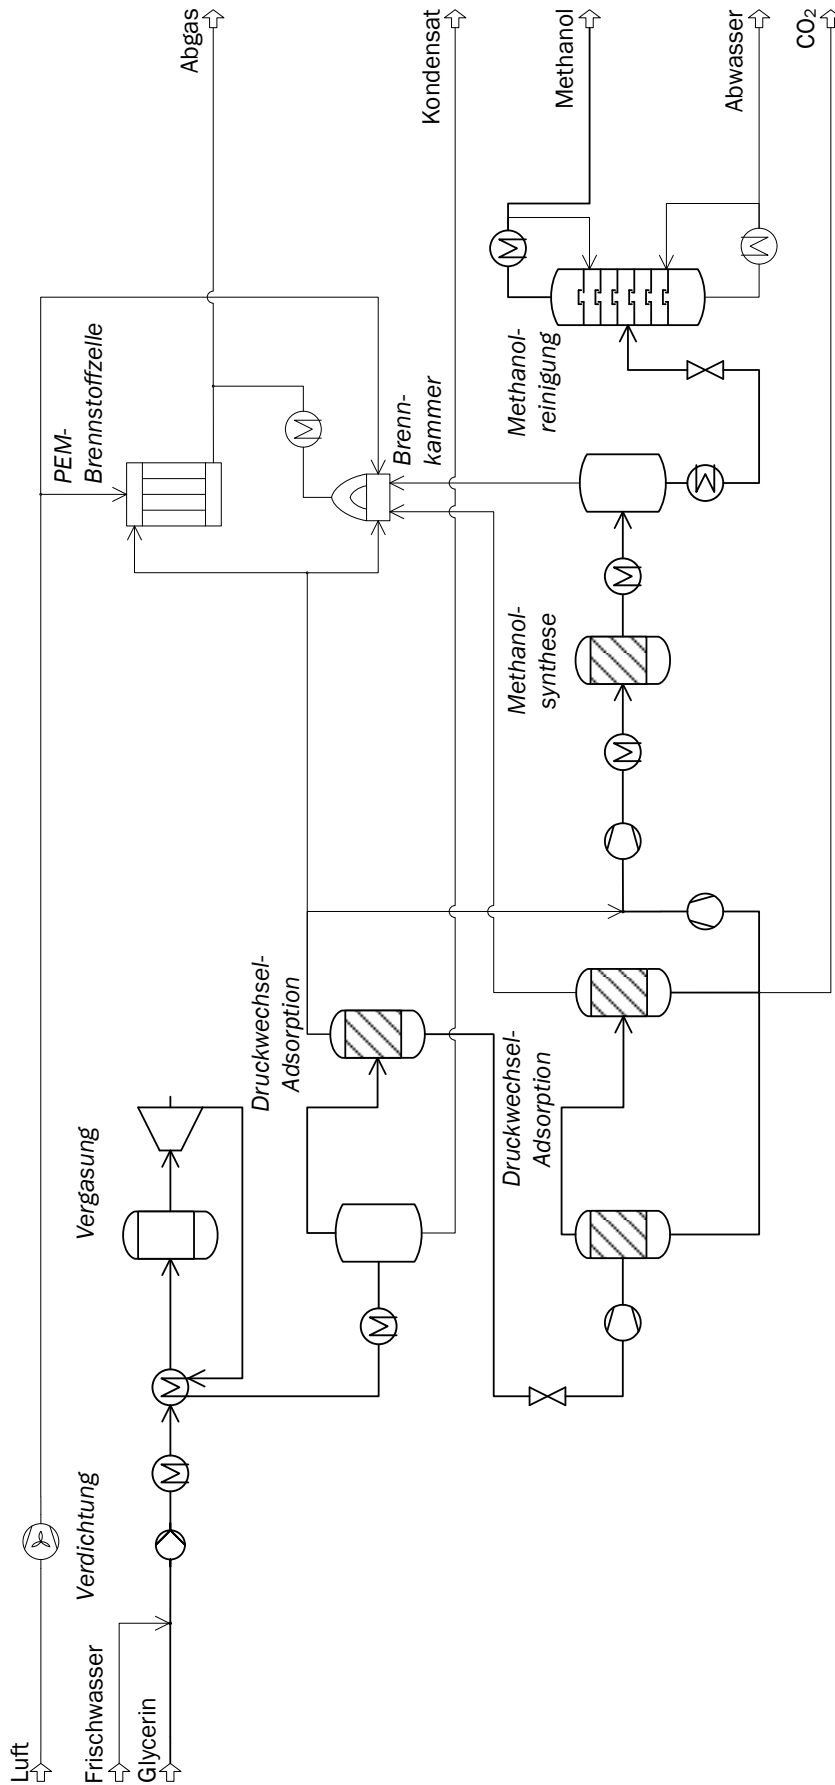 Luft
Frischwasser
Glycerin
Verdichtung
Vergasung
Druckwechsel-
Adsorption
Druckwechsel-
Adsorption
PEM-
Brennstoffzelle
Brenn-
kammer
Methanol-
synthese
Methanol-
reinigung
Abgas
Kondensat
Methanol
Abwasser
CO₂